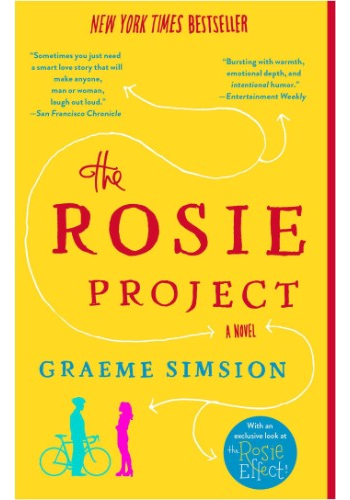 NEW YORK TIMES BESTSELLER
"Sometimes you just need
a smart love story that will
make anyone,
man or woman,
laugh out loud."
—San Francisco Chronicle
"Bursting with warmth,
emotional depth, and
intentional humor."
—Entertainment Weekly
the
ROSIE
PROJECT
A NOVEL
GRAEME SIMSION
With an
exclusive look at
the
Rosie
Effect!